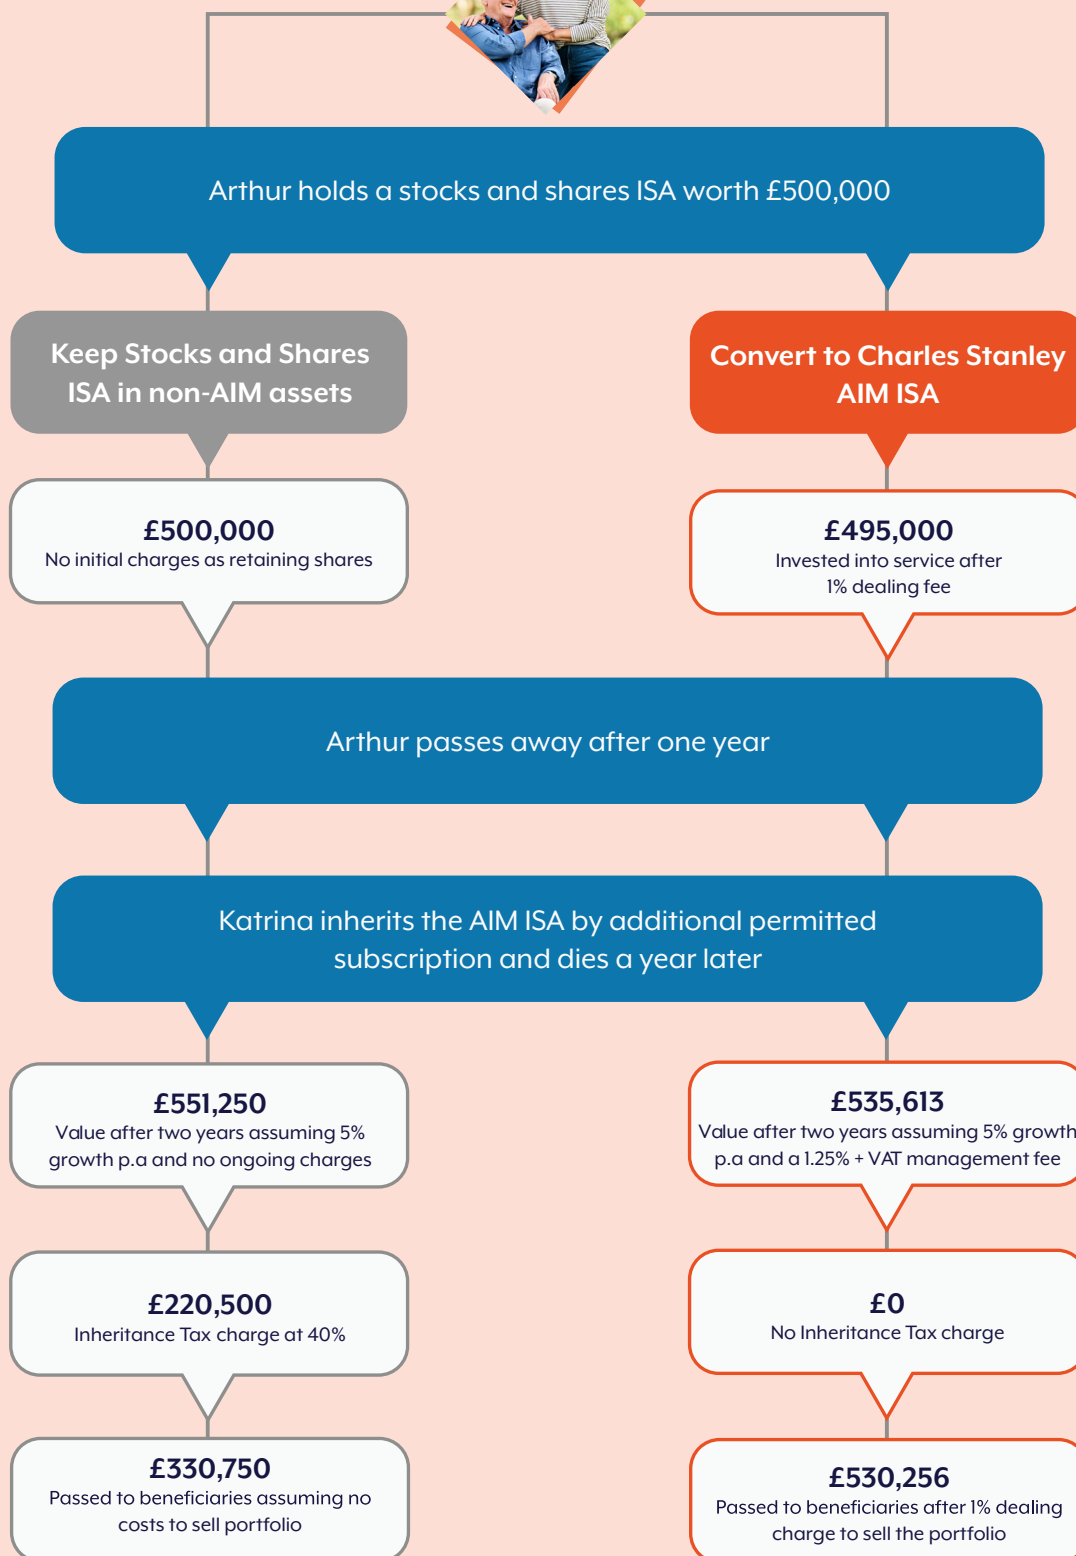 Arthur holds a stocks and shares ISA worth £500,000
Keep Stocks and Shares
ISA in non-AIM assets
Convert to Charles Stanley
AIM ISA
£500,000
No initial charges as retaining shares
£495,000
Invested into service after
1% dealing fee
Arthur passes away after one year
Katrina inherits the AIM ISA by additional permitted
subscription and dies a year later
£551,250
Value after two years assuming 5%
growth p.a and no ongoing charges
£535,613
Value after two years assuming 5% growth
p.a and a 1.25% + VAT management fee
£220,500
Inheritance Tax charge at 40%
£0
No Inheritance Tax charge
£330,750
Passed to beneficiaries assuming no
costs to sell portfolio
£530,256
Passed to beneficiaries after 1% dealing
charge to sell the portfolio